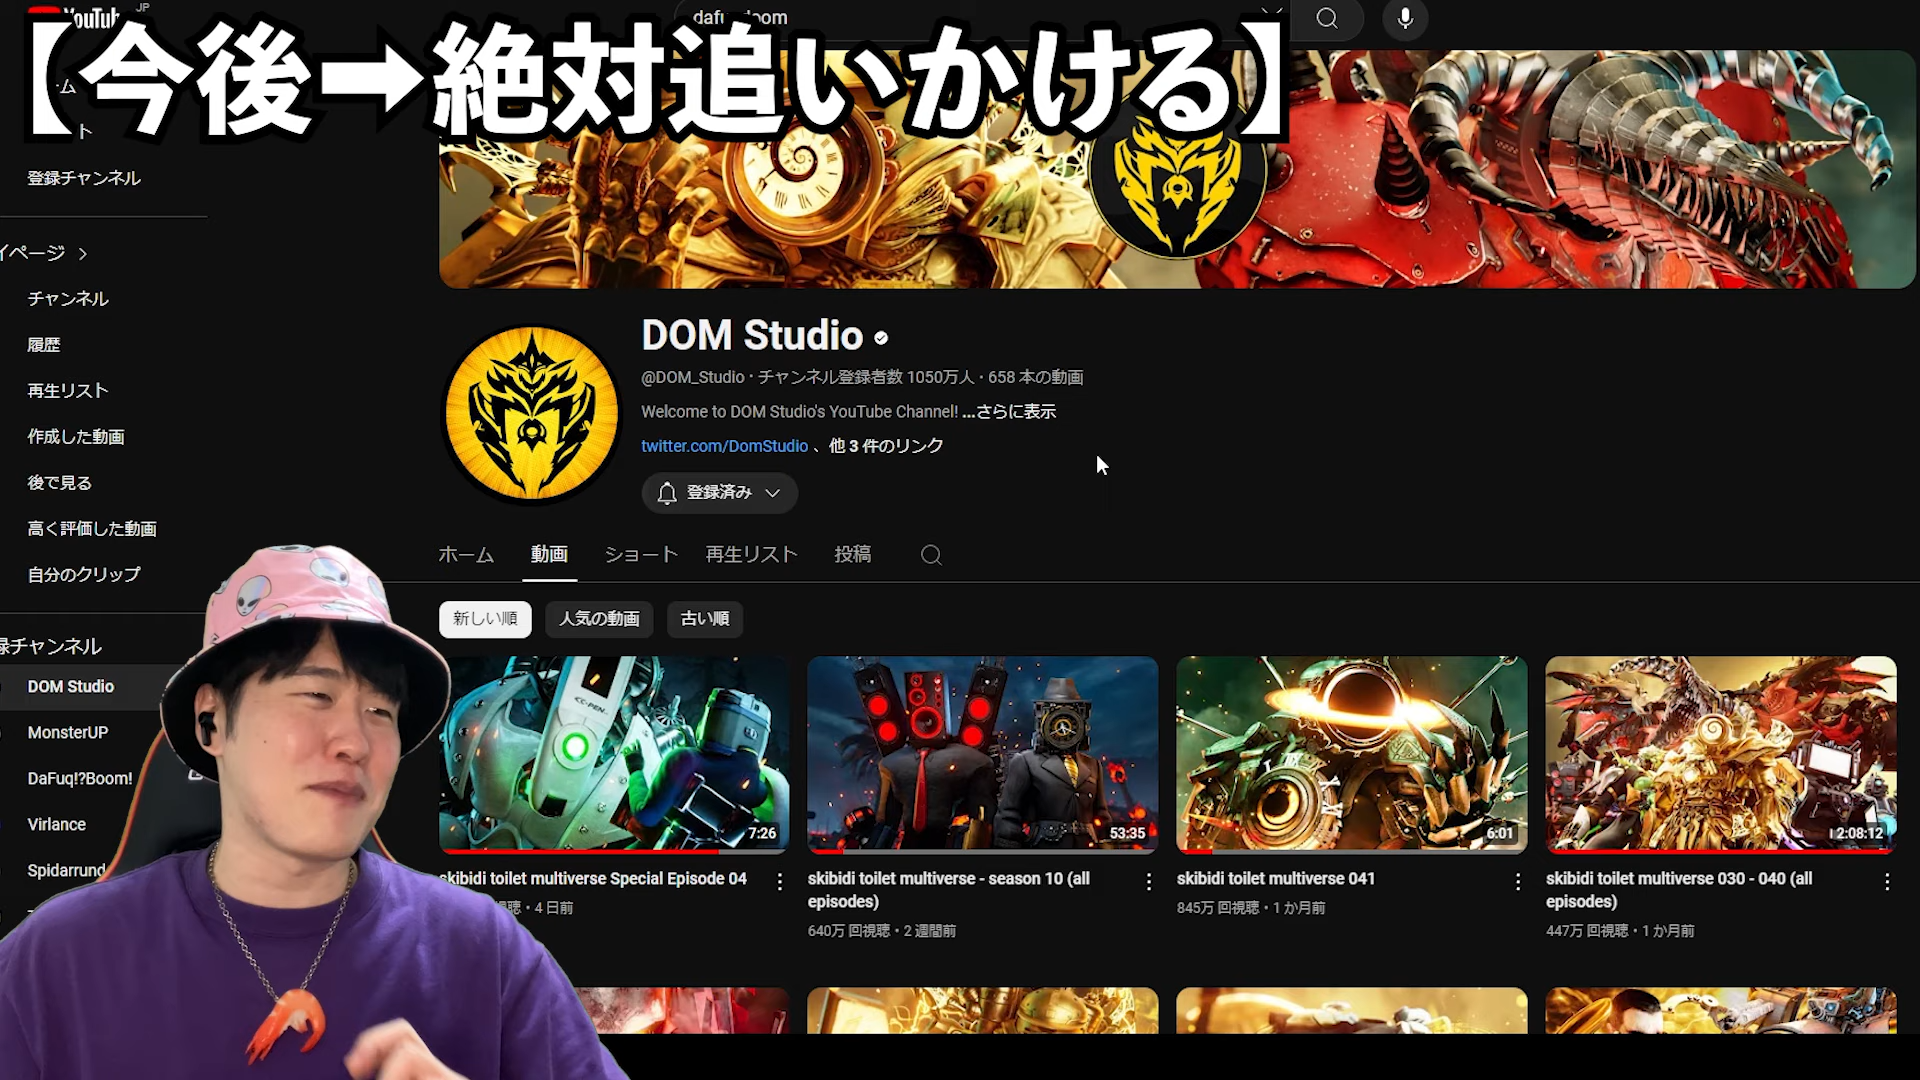 YouTube JP
【今後➡絶対追いかける】
登録チャンネル
チャンネル
履歴
再生リスト
作成した動画
後で見る
高く評価した動画
自分のクリップ
DOM Studio
MonsterUP
DaFuq!?Boom!
Virlance
Spidarrund
DOM Studio
@DOM_Studio・チャンネル登録者数 1050万人・658 本の動画
Welcome to DOM Studio's YouTube Channel! ...さらに表示
twitter.com/DomStudio 、他 3 件のリンク
登録済み
ホーム 動画 ショート 再生リスト 投稿
新しい順 人気の動画 古い順
7:26
53:35
6:01
2:08:12
skibidi toilet multiverse Special Episode 04
4 日前
skibidi toilet multiverse - season 10 (all
episodes)
640万 回視聴・2 週間前
skibidi toilet multiverse 041
845万 回視聴・1 か月前
skibidi toilet multiverse 030 - 040 (all
episodes)
447万 回視聴・1 か月前